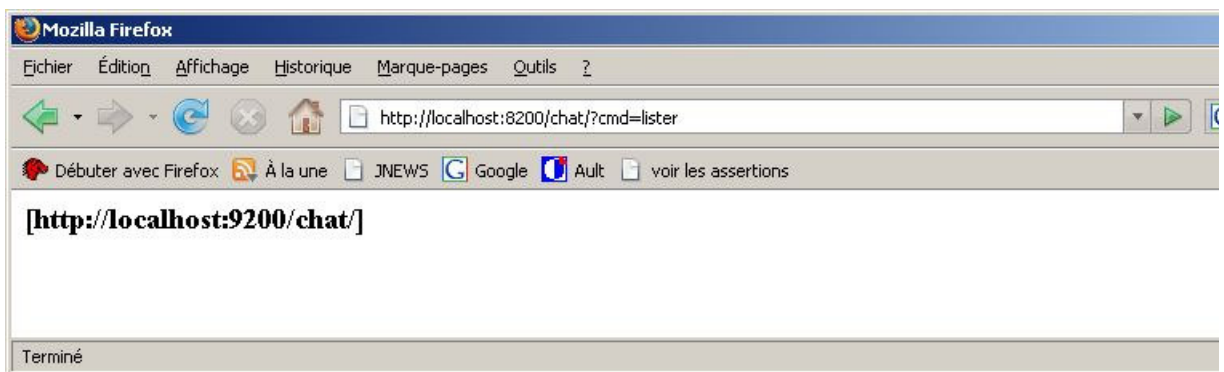 Mozilla Firefox
Fichier Édition Affichage Historique Marque-pages Outils ?
http://localhost:8200/chat/?cmd=lister
Débuter avec Firefox À la une JNEWS G Google Ault voir les assertions
[http://localhost:9200/chat/]
Terminé